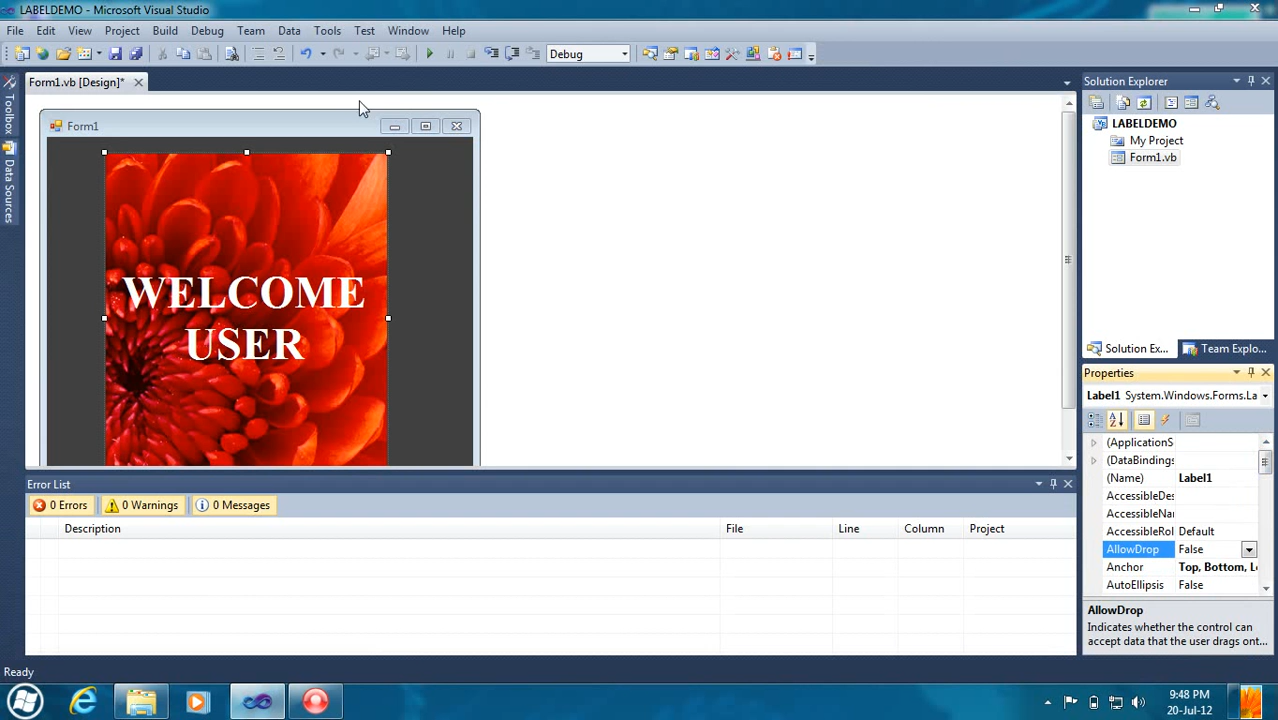 LABELDEMO - Microsoft Visual Studio
File Edit View Project Build Debug Team Data Tools Test Window Help
Debug
Form1.vb [Design]*
Solution Explorer
Toolbox
Data Sources
LABELDEMO
My Project
Form1.vb
Form1
WELCOME
USER
Solution Ex... Team Explo...
Properties
Label1 System.Windows.Forms.La
(ApplicationS
(DataBindings
(Name) Label1
AccessibleDes
AccessibleNar
AccessibleRol Default
AllowDrop False
Anchor Top, Bottom, L
AutoEllipsis False
AllowDrop
Indicates whether the control can
accept data that the user drags ont...
Error List
0 Errors 0 Warnings 0 Messages
Description File Line Column Project
Ready
9:48 PM
20-Jul-12